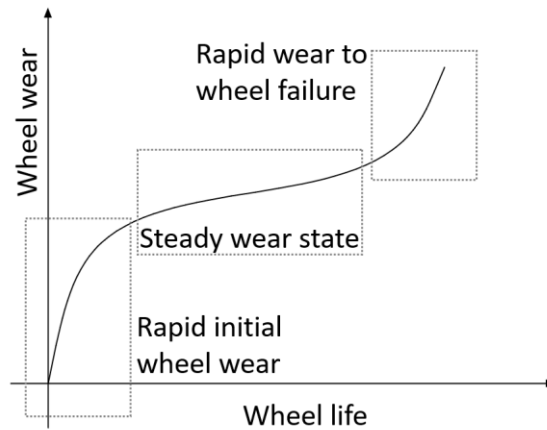 Rapid wear to
wheel failure
Wheel wear
Steady wear state
Rapid initial
wheel wear
Wheel life